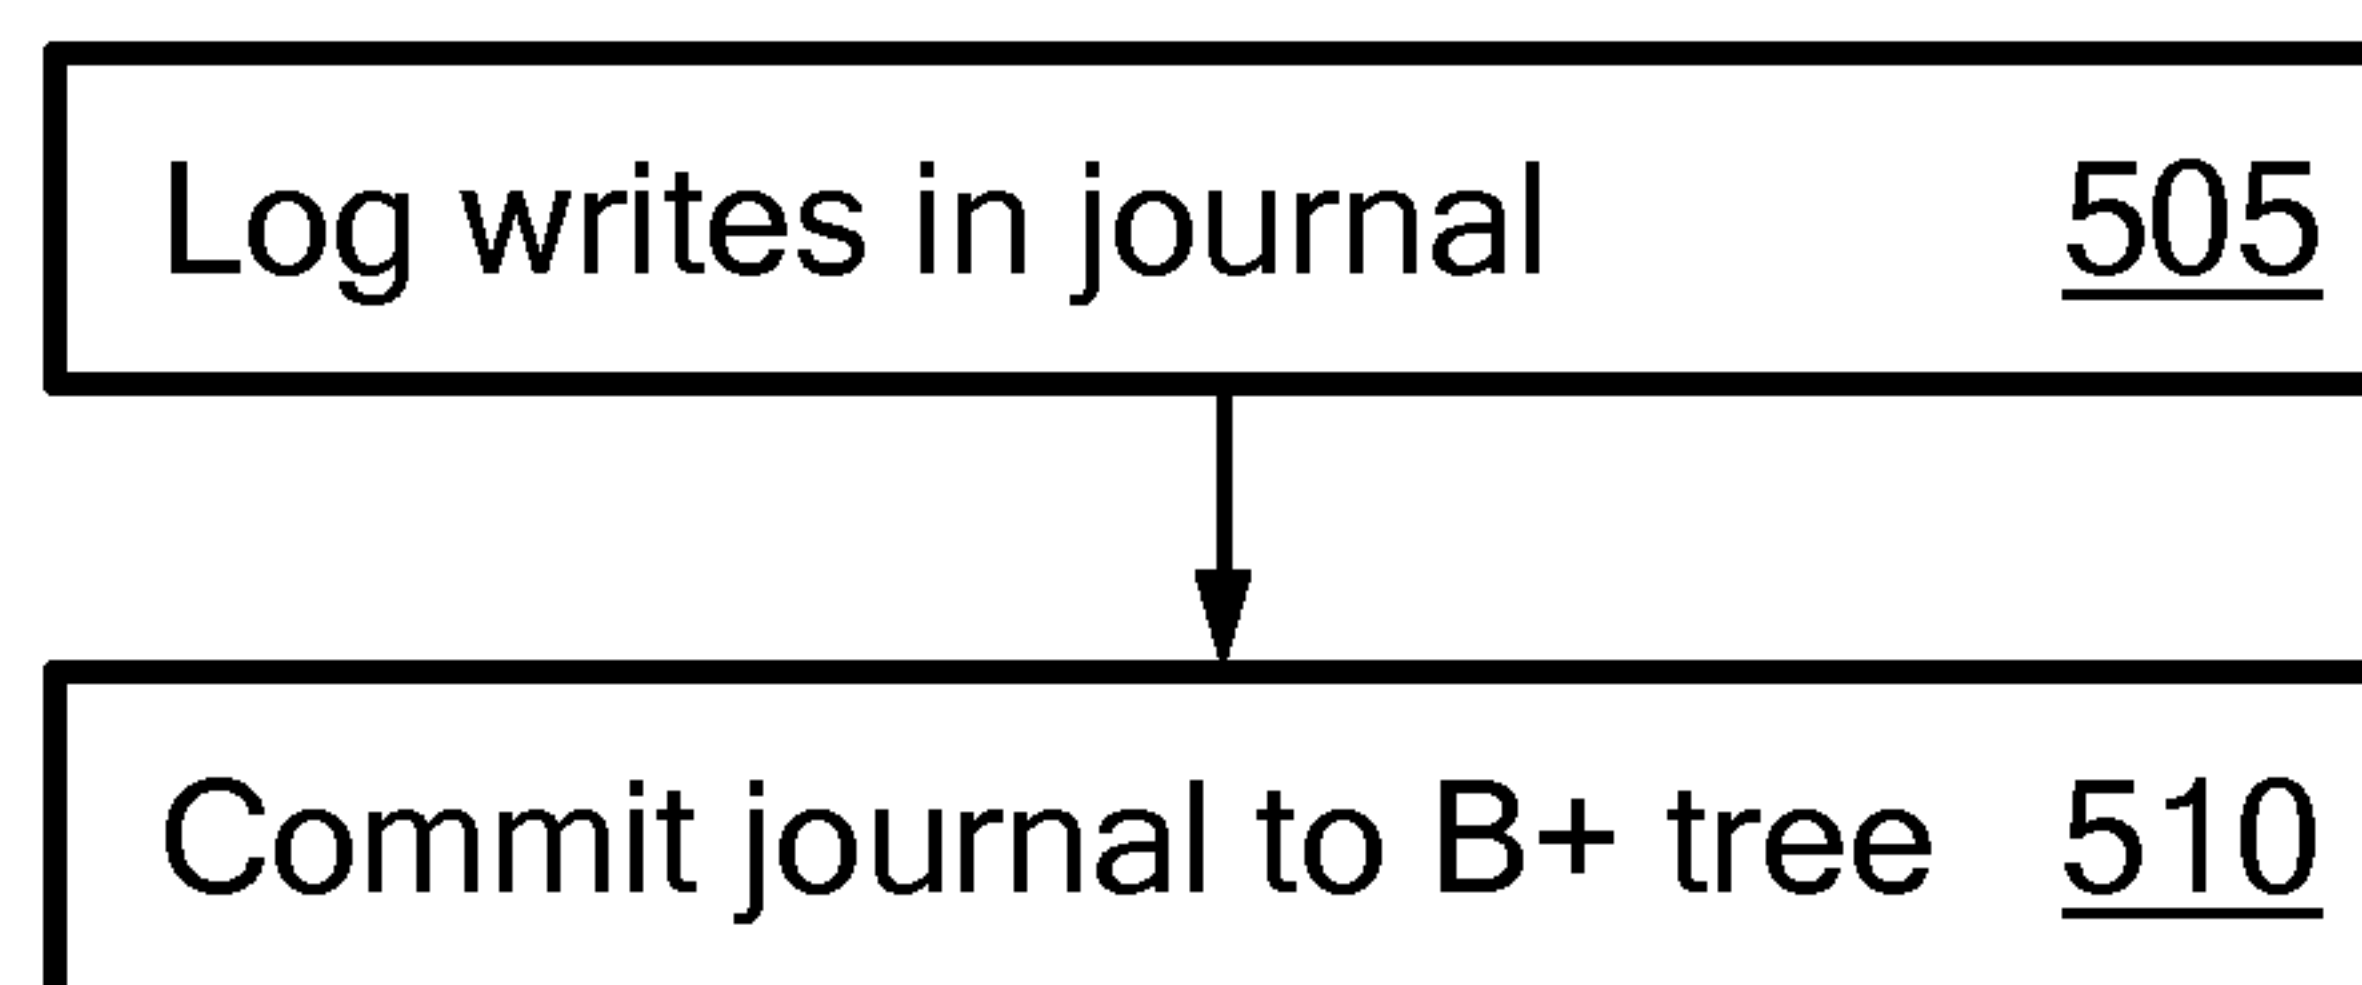 Log writes in journal 505
Commit journal to B+ tree 510